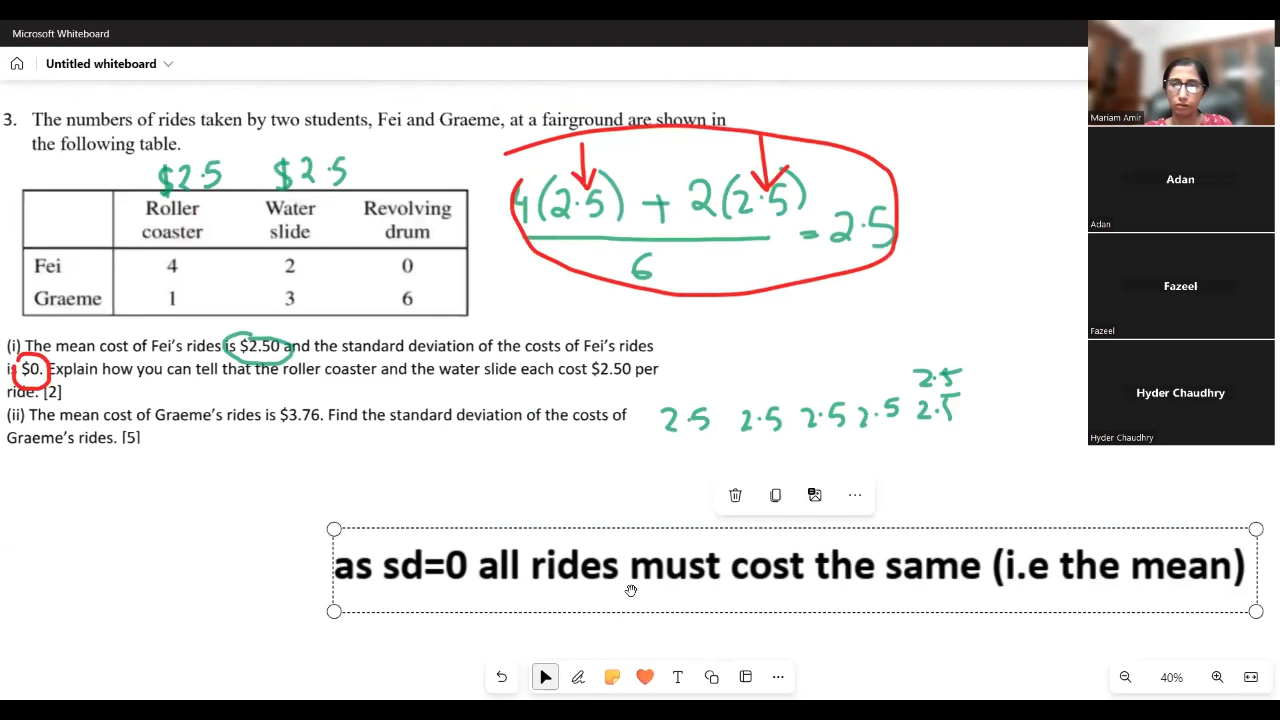 Microsoft Whiteboard
Untitled whiteboard
3. The numbers of rides taken by two students, Fei and Graeme, at a fairground are shown in
the following table.
$2.5 $2.5
Roller coaster Water slide Revolving drum
Fei 4 2 0
Graeme 1 3 6
4(2.5) + 2(2.5)
6
= 2.5
(i) The mean cost of Fei's rides is $2.50 and the standard deviation of the costs of Fei's rides
is $0. Explain how you can tell that the roller coaster and the water slide each cost $2.50 per
ride. [2]
(ii) The mean cost of Graeme's rides is $3.76. Find the standard deviation of the costs of
Graeme's rides. [5]
2.5
2.5 2.5 2.5 2.5 2.5
as sd=0 all rides must cost the same (i.e the mean)
40%
Mariam Amir
Adan
Adan
Fazeel
Fazeel
Hyder Chaudhry
Hyder Chaudhry